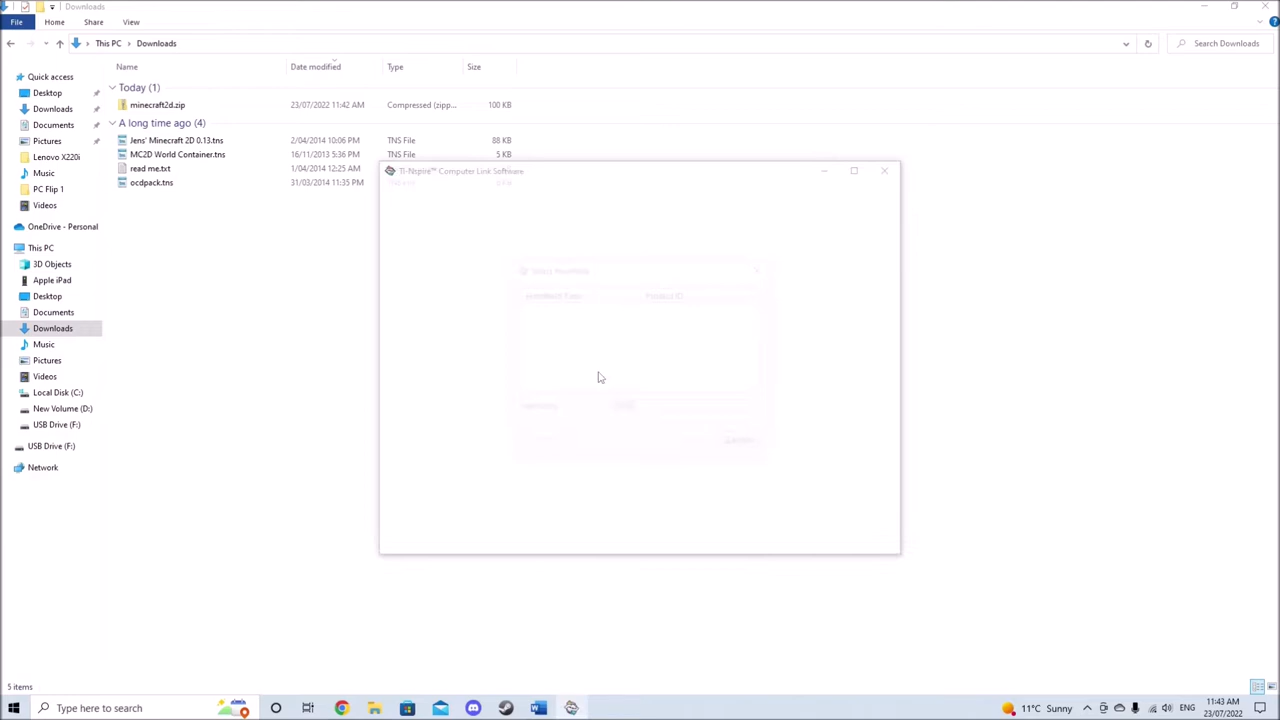 Downloads
File Home Share View
This PC Downloads Search Downloads
Name Date modified Type Size
Quick access
Desktop
Downloads
Documents
Pictures
Lenovo X220i
Music
PC Flip 1
Videos
OneDrive - Personal
This PC
3D Objects
Apple iPad
Desktop
Documents
Downloads
Music
Pictures
Videos
Local Disk (C:)
New Volume (D:)
USB Drive (F:)
USB Drive (F:)
Network
Today (1)
minecraft2d.zip 23/07/2022 11:42 AM Compressed (zipp... 100 KB
A long time ago (4)
Jens' Minecraft 2D 0.13.tns 2/04/2014 10:06 PM TNS File 88 KB
MC2D World Container.tns 16/11/2013 5:36 PM TNS File 5 KB
read me.txt 1/04/2014 12:25 AM
ocdpack.tns 31/03/2014 11:35 PM
TI-Nspire™ Computer Link Software
Product ID
5 items
Type here to search
11°C Sunny
ENG
11:43 AM
23/07/2022